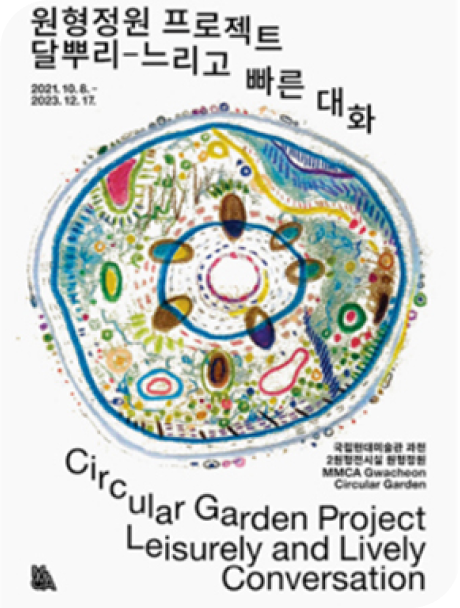 원형정원 프로젝트
달뿌리–느리고 빠른 대화
2021. 10. 8. –
2023. 12. 17.
국립현대미술관 과천
2원형전시실 원형정원
MMCA Gwacheon
Circular Garden
Circular Garden Project
Leisurely and Lively
Conversation